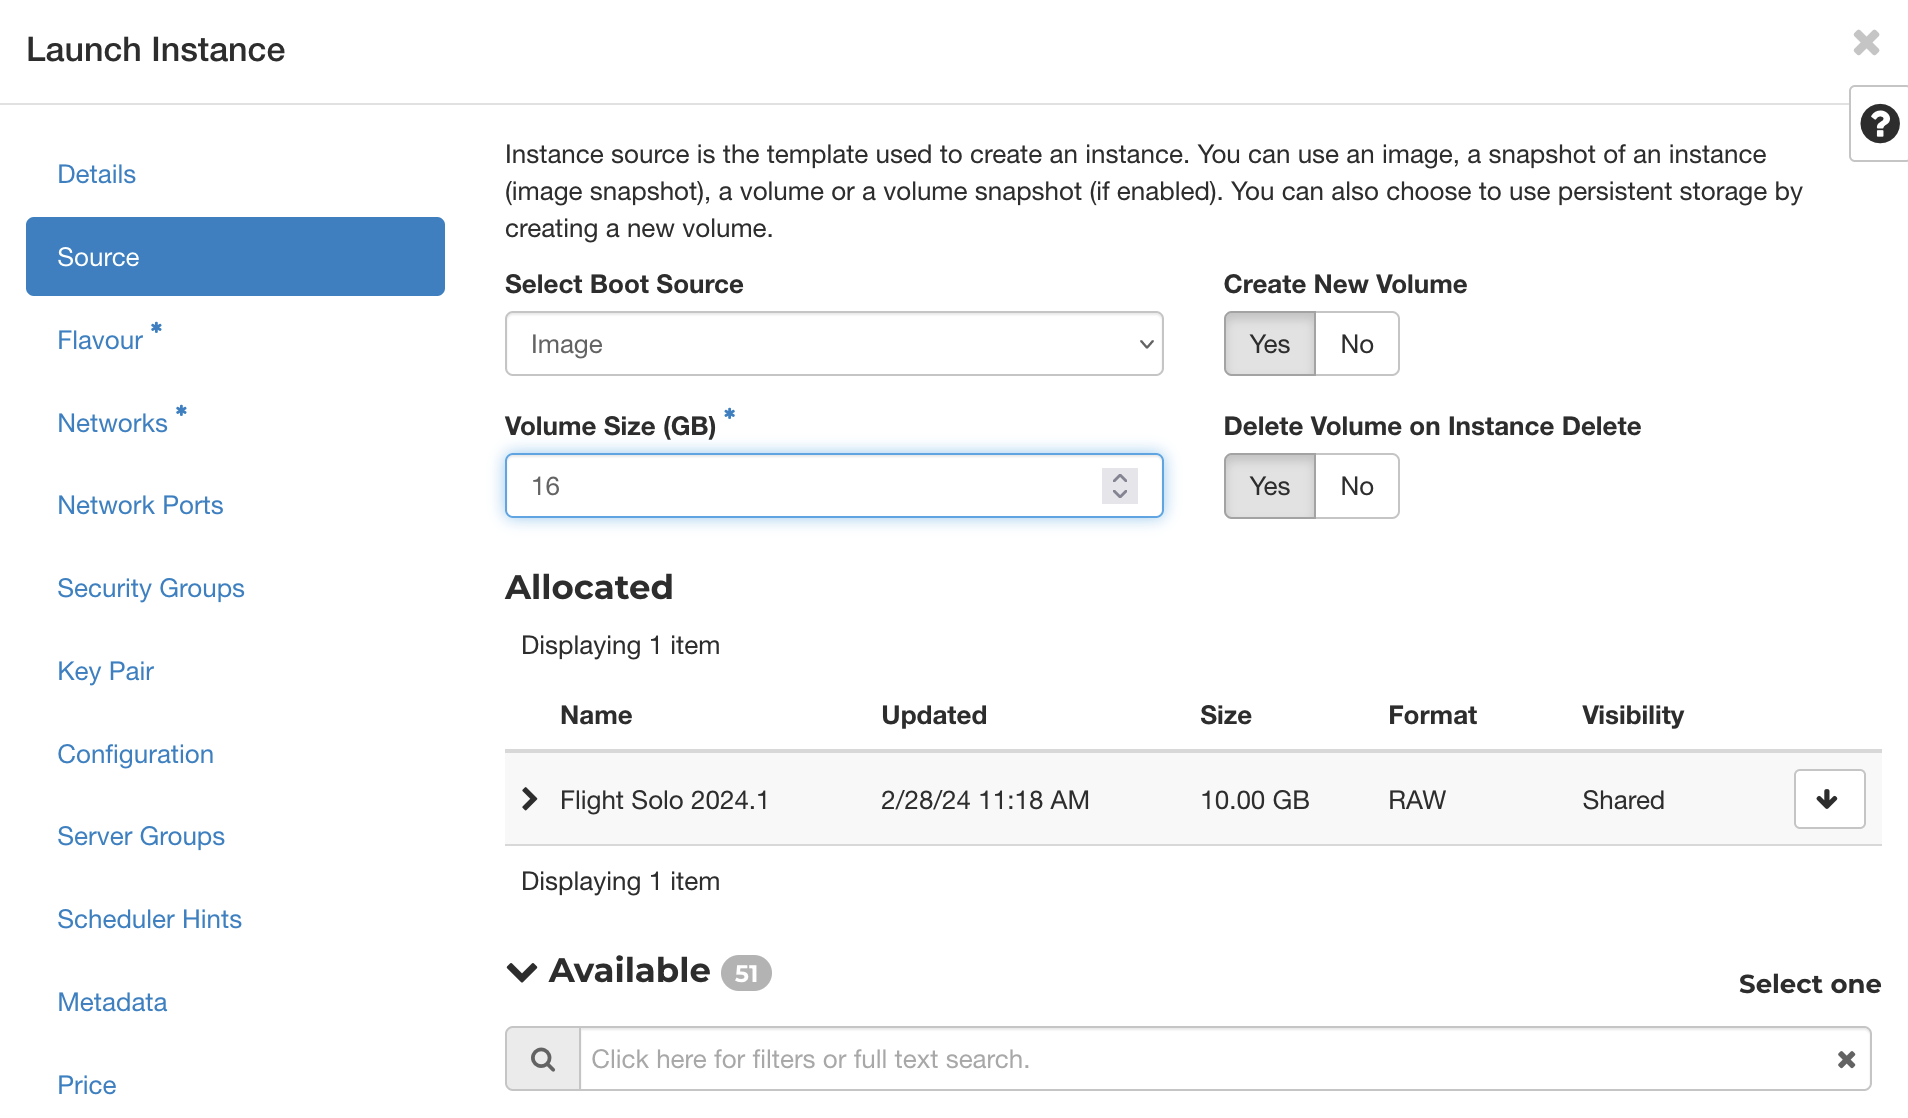 Launch Instance
Details
Source
Flavour *
Networks *
Network Ports
Security Groups
Key Pair
Configuration
Server Groups
Scheduler Hints
Metadata
Price
Instance source is the template used to create an instance. You can use an image, a snapshot of an instance
(image snapshot), a volume or a volume snapshot (if enabled). You can also choose to use persistent storage by
creating a new volume.
Select Boot Source
Image
Create New Volume
Yes No
Volume Size (GB) *
16
Delete Volume on Instance Delete
Yes No
Allocated
Displaying 1 item
Name Updated Size Format Visibility
Flight Solo 2024.1 2/28/24 11:18 AM 10.00 GB RAW Shared
Displaying 1 item
Available 51
Select one
Click here for filters or full text search.